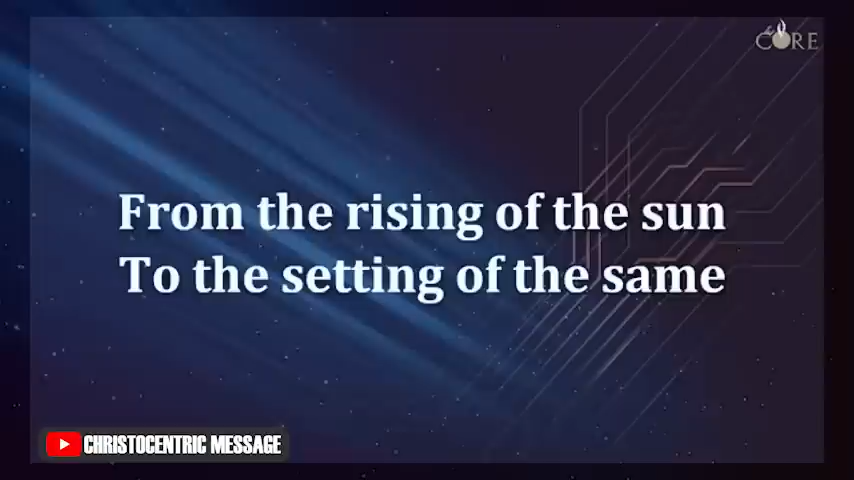 CORE
From the rising of the sun
To the setting of the same
CHRISTOCENTRIC MESSAGE